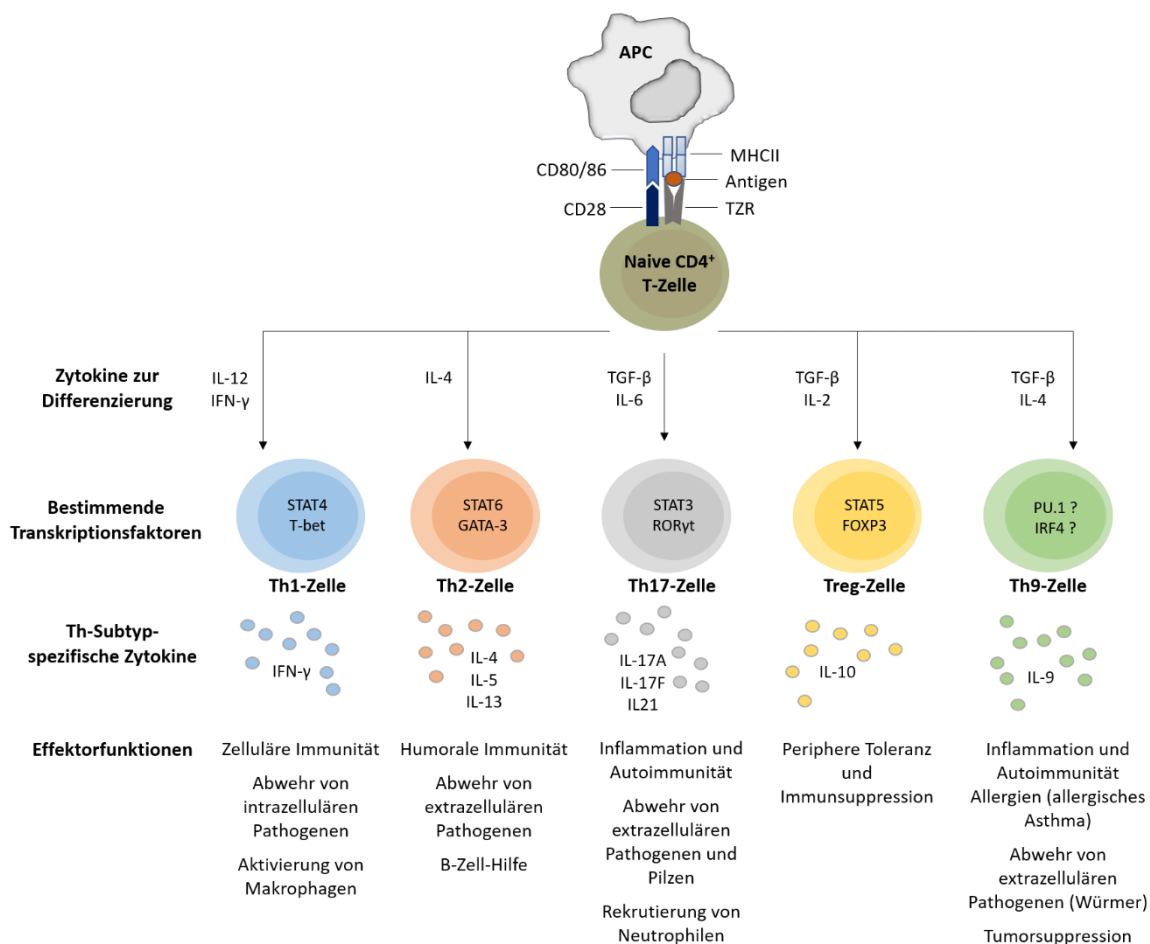 APC
CD80/86
MHCII
Antigen
CD28
TZR
Naive CD4⁺
T-Zelle
Zytokine zur
Differenzierung
IL-12
IFN-γ
IL-4
TGF-β
IL-6
TGF-β
IL-2
TGF-β
IL-4
Bestimmende
Transkriptionsfaktoren
STAT4
T-bet
STAT6
GATA-3
STAT3
RORγt
STAT5
FOXP3
PU.1 ?
IRF4 ?
Th1-Zelle
Th2-Zelle
Th17-Zelle
Treg-Zelle
Th9-Zelle
Th-Subtyp-
spezifische Zytokine
IFN-γ
IL-4
IL-5
IL-13
IL-17A
IL-17F
IL21
IL-10
IL-9
Effektorfunktionen
Zelluläre Immunität
Abwehr von
intrazellulären
Pathogenen
Aktivierung von
Makrophagen
Humorale Immunität
Abwehr von
extrazellulären
Pathogenen
B-Zell-Hilfe
Inflammation und
Autoimmunität
Abwehr von
extrazellulären
Pathogenen und
Pilzen
Rekrutierung von
Neutrophilen
Periphere Toleranz
und
Immunsuppression
Inflammation und
Autoimmunität
Allergien (allergisches
Asthma)
Abwehr von
extrazellulären
Pathogenen (Würmer)
Tumorsuppression